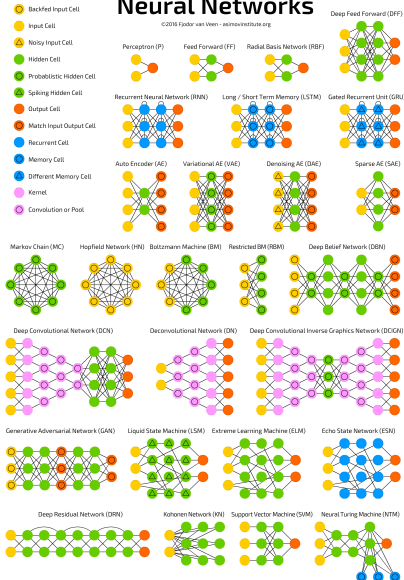 Neural Networks
©2016 Fjodor van Veen - asimovinstitute.org
Backfed Input Cell
Input Cell
Noisy Input Cell
Hidden Cell
Probablistic Hidden Cell
Spiking Hidden Cell
Output Cell
Match Input Output Cell
Recurrent Cell
Memory Cell
Different Memory Cell
Kernel
Convolution or Pool
Deep Feed Forward (DFF)
Perceptron (P)
Feed Forward (FF)
Radial Basis Network (RBF)
Recurrent Neural Network (RNN)
Long / Short Term Memory (LSTM)
Gated Recurrent Unit (GRU
Auto Encoder (AE)
Variational AE (VAE)
Denoising AE (DAE)
Sparse AE (SAE)
Markov Chain (MC)
Hopfield Network (HN)
Boltzmann Machine (BM)
Restricted BM (RBM)
Deep Belief Network (DBN)
Deep Convolutional Network (DCN)
Deconvolutional Network (DN)
Deep Convolutional Inverse Graphics Network (DCIGN)
Generative Adversarial Network (GAN)
Liquid State Machine (LSM)
Extreme Learning Machine (ELM)
Echo State Network (ESN)
Deep Residual Network (DRN)
Kohonen Network (KN)
Support Vector Machine (SVM)
Neural Turing Machine (NTM)